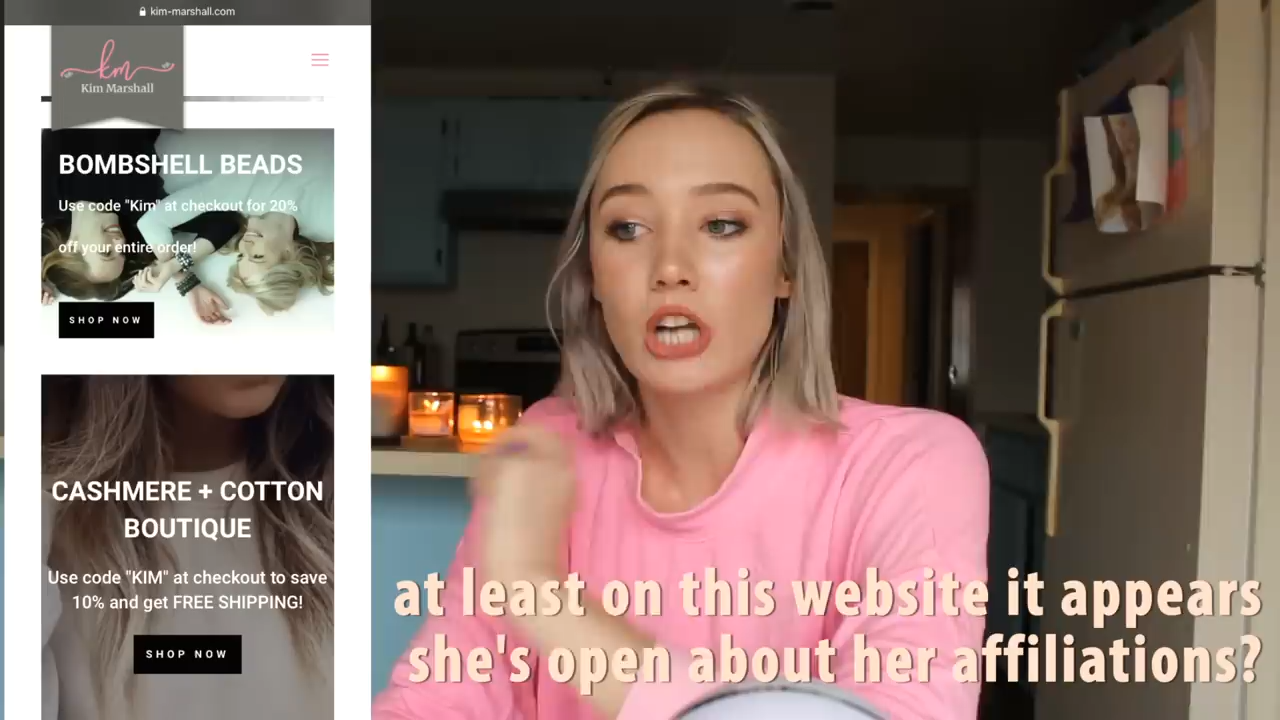 kim-marshall.com
km
Kim Marshall
BOMBSHELL BEADS
Use code "Kim" at checkout for 20%
off your entire order!
SHOP NOW
CASHMERE + COTTON
BOUTIQUE
Use code "KIM" at checkout to save
10% and get FREE SHIPPING!
SHOP NOW
at least on this website it appears
she's open about her affiliations?